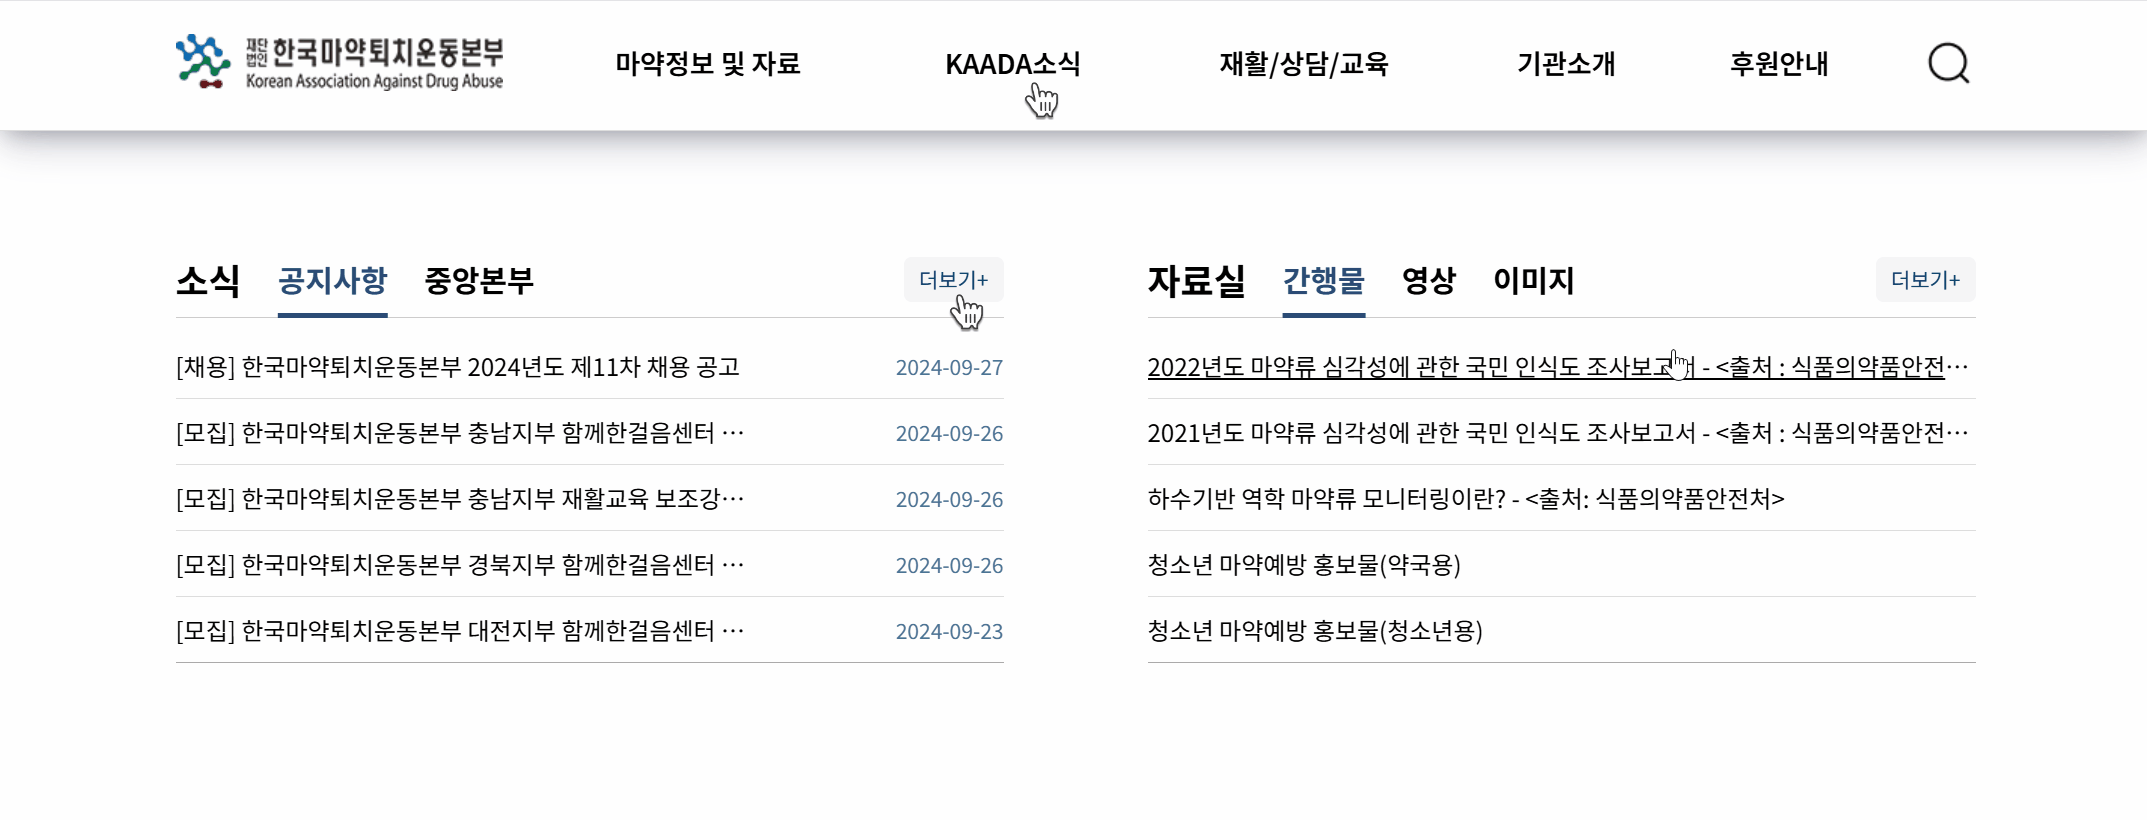 재단법인 한국마약퇴치운동본부
Korean Association Against Drug Abuse
마약정보 및 자료
KAADA소식
재활/상담/교육
기관소개
후원안내
소식 공지사항 중앙본부 더보기+
[채용] 한국마약퇴치운동본부 2024년도 제11차 채용 공고 2024-09-27
[모집] 한국마약퇴치운동본부 충남지부 함께한걸음센터 … 2024-09-26
[모집] 한국마약퇴치운동본부 충남지부 재활교육 보조강… 2024-09-26
[모집] 한국마약퇴치운동본부 경북지부 함께한걸음센터 … 2024-09-26
[모집] 한국마약퇴치운동본부 대전지부 함께한걸음센터 … 2024-09-23
자료실 간행물 영상 이미지 더보기+
2022년도 마약류 심각성에 관한 국민 인식도 조사보고서 - <출처 : 식품의약품안전…
2021년도 마약류 심각성에 관한 국민 인식도 조사보고서 - <출처 : 식품의약품안전…
하수기반 역학 마약류 모니터링이란? - <출처: 식품의약품안전처>
청소년 마약예방 홍보물(약국용)
청소년 마약예방 홍보물(청소년용)